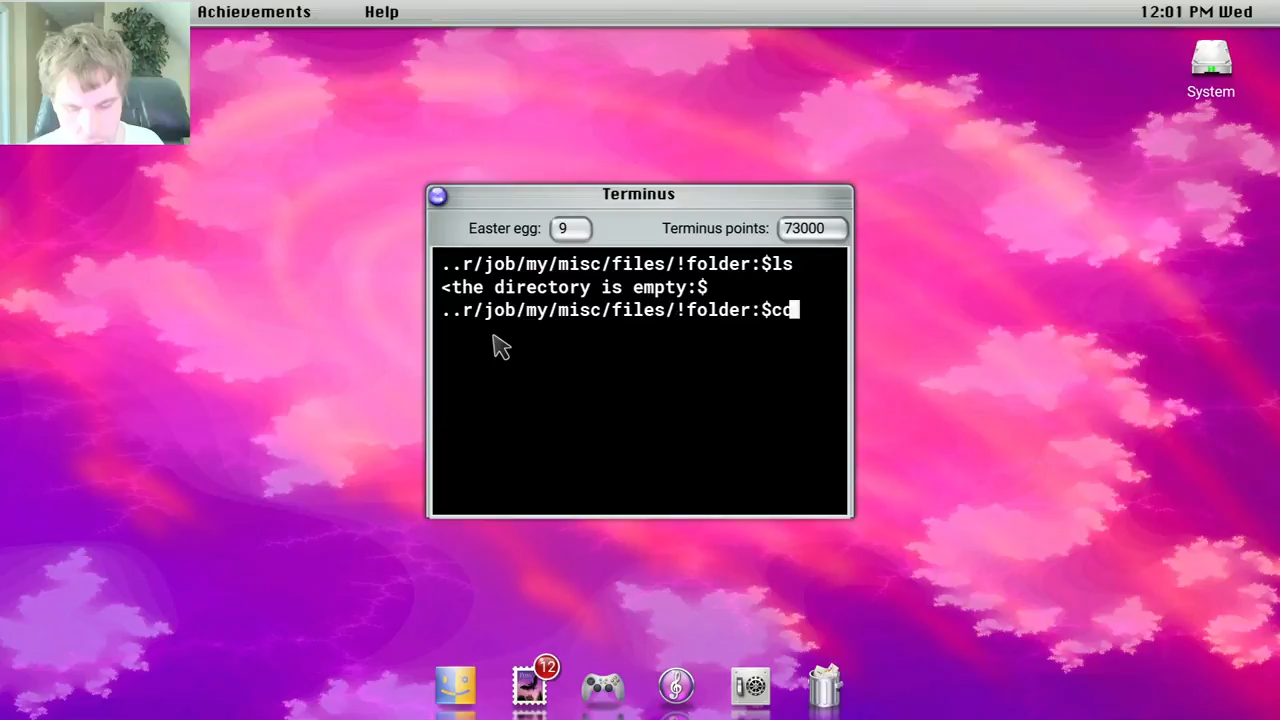 Achievements Help 12:01 PM Wed
System
Terminus
Easter egg: 9 Terminus points: 73000
..r/job/my/misc/files/!folder:$ls
<the directory is empty:$
..r/job/my/misc/files/!folder:$cd
12